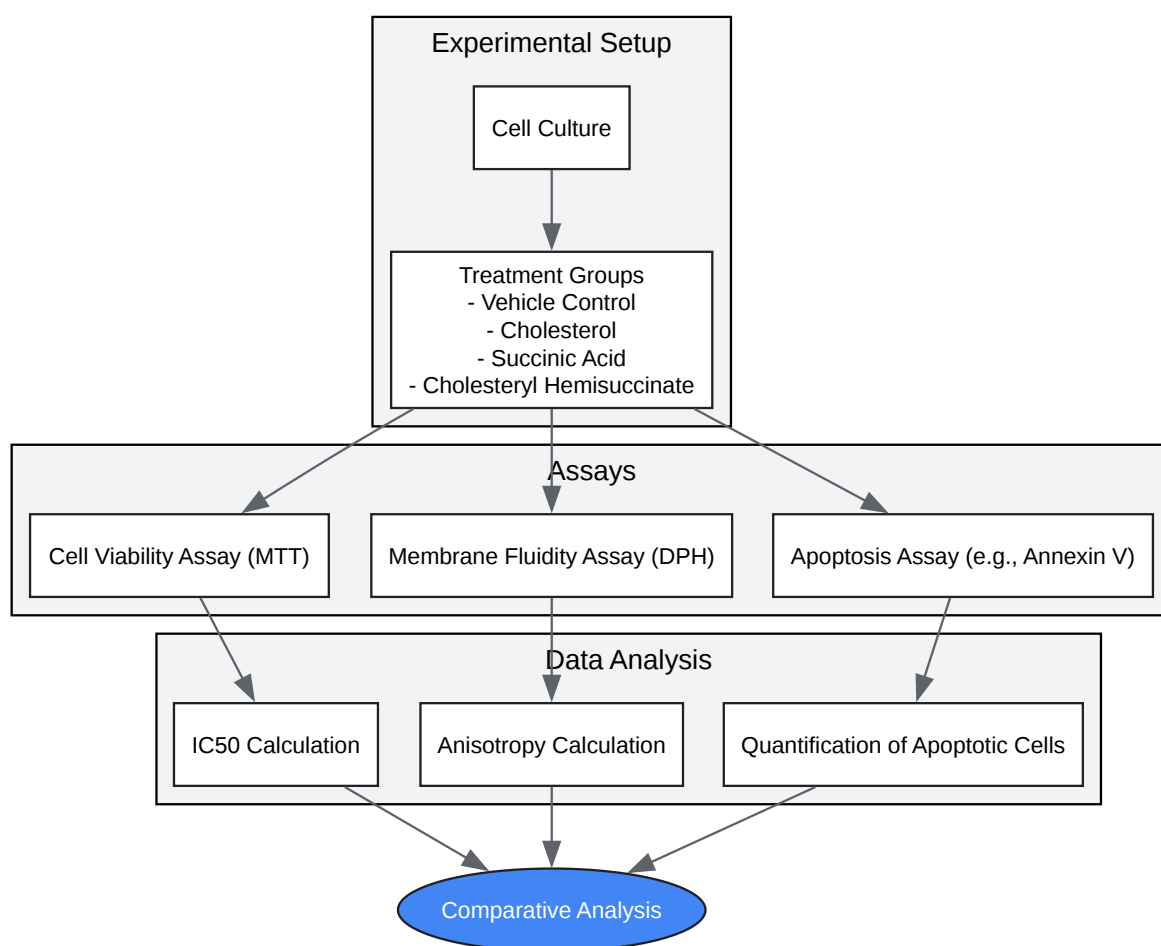 Experimental Setup
Cell Culture
Treatment Groups
- Vehicle Control
- Cholesterol
- Succinic Acid
- Cholesteryl Hemisuccinate
Assays
Cell Viability Assay (MTT)
Membrane Fluidity Assay (DPH)
Apoptosis Assay (e.g., Annexin V)
Data Analysis
IC50 Calculation
Anisotropy Calculation
Quantification of Apoptotic Cells
Comparative Analysis